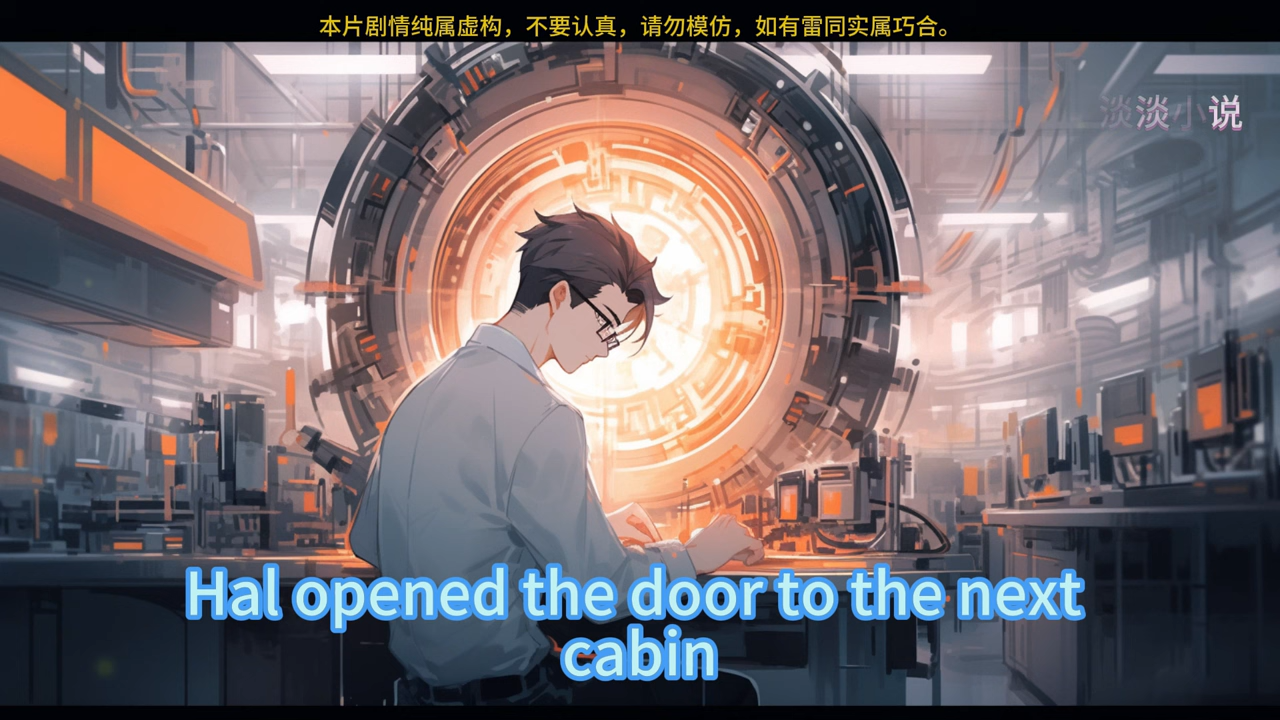 本片剧情纯属虚构，不要认真，请勿模仿，如有雷同实属巧合。
淡淡小说
Hal opened the door to the next
cabin